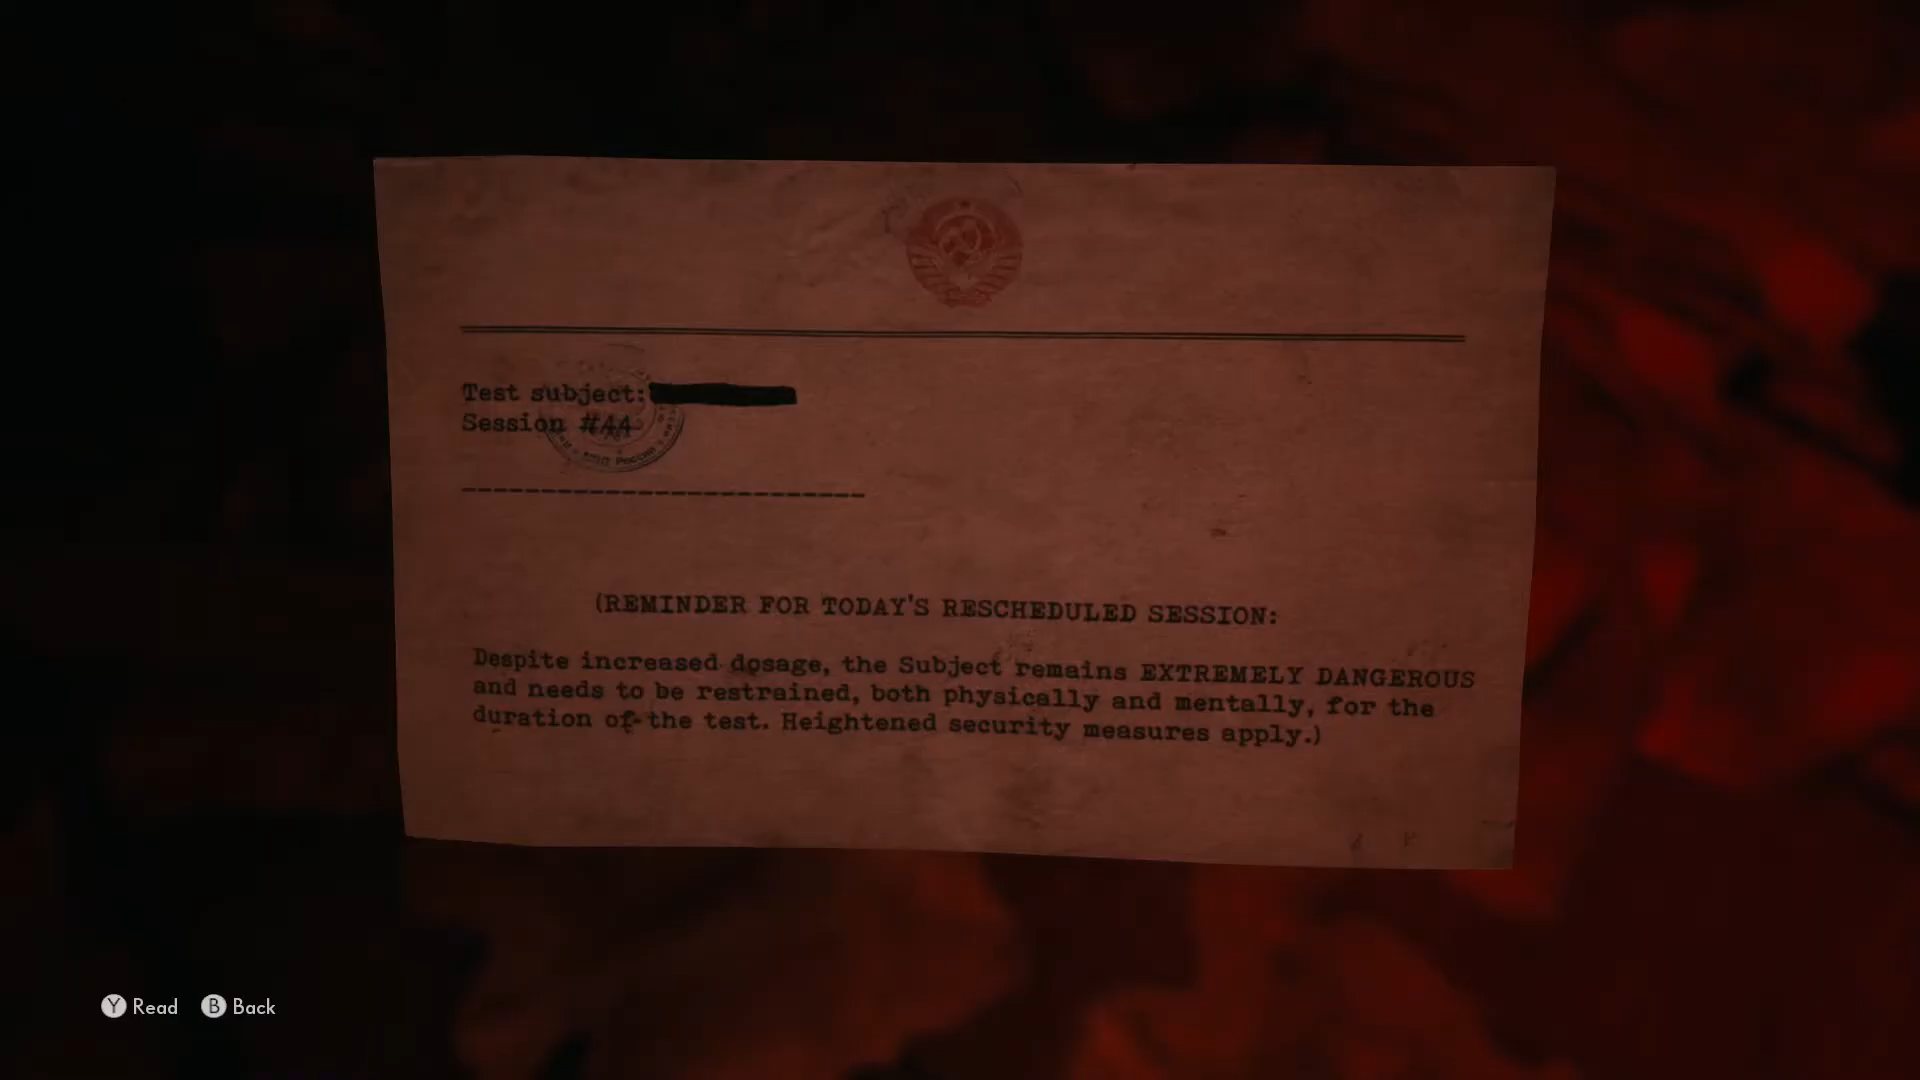 Test subject:
Session #44
(REMINDER FOR TODAY'S RESCHEDULED SESSION:
Despite increased dosage, the Subject remains EXTREMELY DANGEROUS
and needs to be restrained, both physically and mentally, for the
duration of the test. Heightened security measures apply.)
Y Read B Back